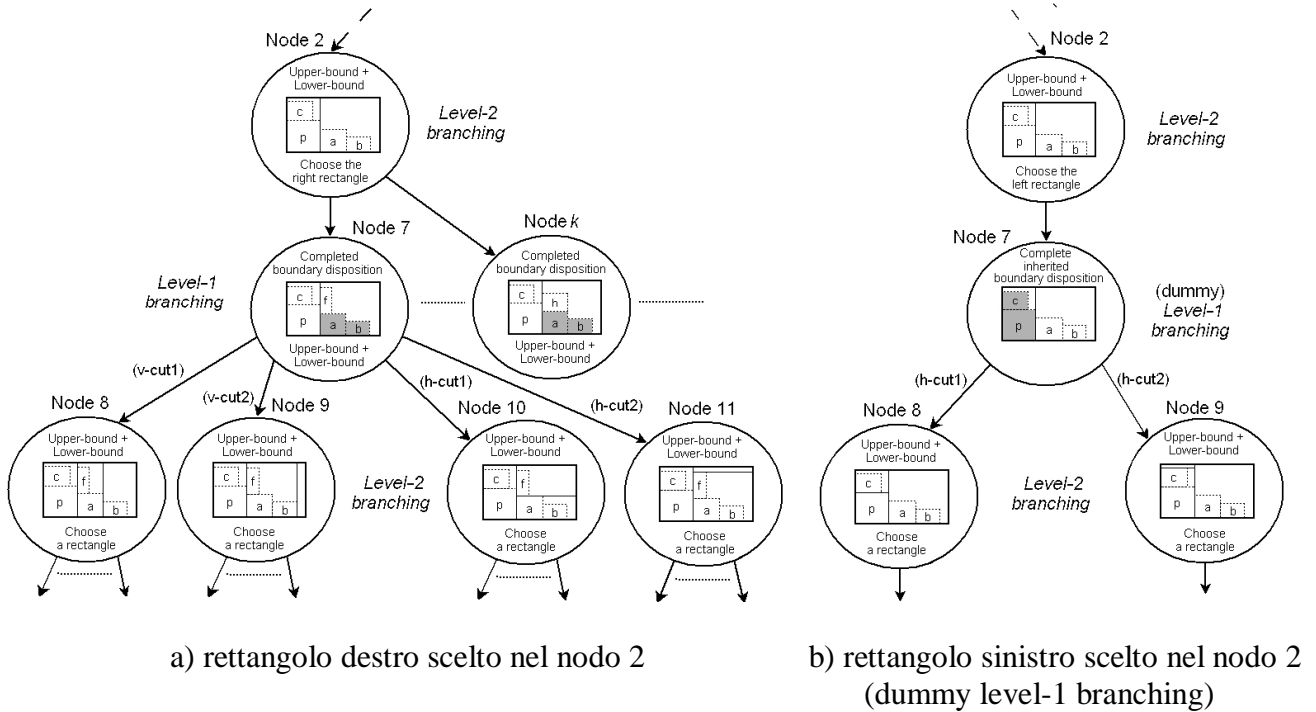 Node 2
Upper-bound +
Lower-bound
c
p
a
b
Choose the
right rectangle
Level-2
branching
Node 7
Completed
boundary disposition
c
f
p
a
b
Upper-bound +
Lower-bound
Level-1
branching
Node k
Completed
boundary disposition
c
h
p
a
b
Upper-bound +
Lower-bound
(v-cut1)
(v-cut2)
(h-cut1)
(h-cut2)
Node 8
Upper-bound +
Lower-bound
c
f
p
a
b
Choose
a rectangle
Node 9
Upper-bound +
Lower-bound
c
f
p
a
b
Choose
a rectangle
Level-2
branching
Node 10
Upper-bound +
Lower-bound
c
f
p
a
b
Choose
a rectangle
Node 11
Upper-bound +
Lower-bound
c
f
p
a
b
Choose
a rectangle
a) rettangolo destro scelto nel nodo 2
Node 2
Upper-bound +
Lower-bound
c
p
a
b
Choose the
left rectangle
Level-2
branching
Node 7
Complete
inherited
boundary disposition
c
p
a
b
(dummy)
Level-1
branching
(h-cut1)
(h-cut2)
Node 8
Upper-bound +
Lower-bound
c
p
a
b
Choose
a rectangle
Level-2
branching
Node 9
Upper-bound +
Lower-bound
c
p
a
b
Choose
a rectangle
b) rettangolo sinistro scelto nel nodo 2
(dummy level-1 branching)